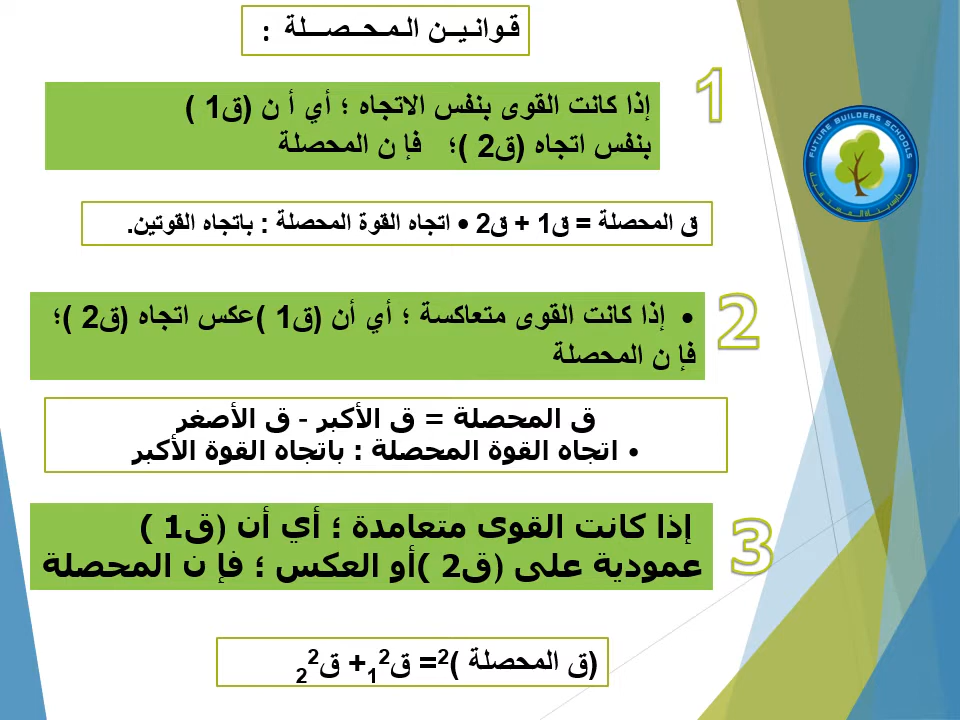 قـوانـيــن الـمـحــصـــلة :
1
إذا كانت القوى بنفس الاتجاه ؛ أي أ ن (ق1 )
بنفس اتجاه (ق2 )؛ فإ ن المحصلة
FUTURE BUILDERS SCHOOLS
ق المحصلة = ق1 + ق2 • اتجاه القوة المحصلة : باتجاه القوتين.
2
• إذا كانت القوى متعاكسة ؛ أي أن (ق1 )عكس اتجاه (ق2 )؛
فإ ن المحصلة
ق المحصلة = ق الأكبر - ق الأصغر
• اتجاه القوة المحصلة : باتجاه القوة الأكبر
3
إذا كانت القوى متعامدة ؛ أي أن (ق1 )
عمودية على (ق2 )أو العكس ؛ فإ ن المحصلة
(ق المحصلة )²= ق²₁+ ق²₂